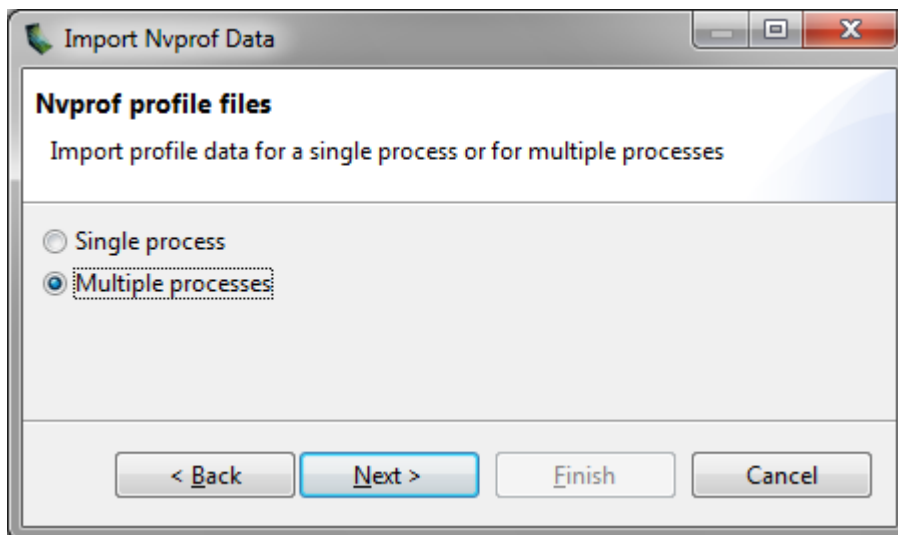 Import Nvprof Data
Nvprof profile files
Import profile data for a single process or for multiple processes
Single process
Multiple processes
< Back Next > Finish Cancel